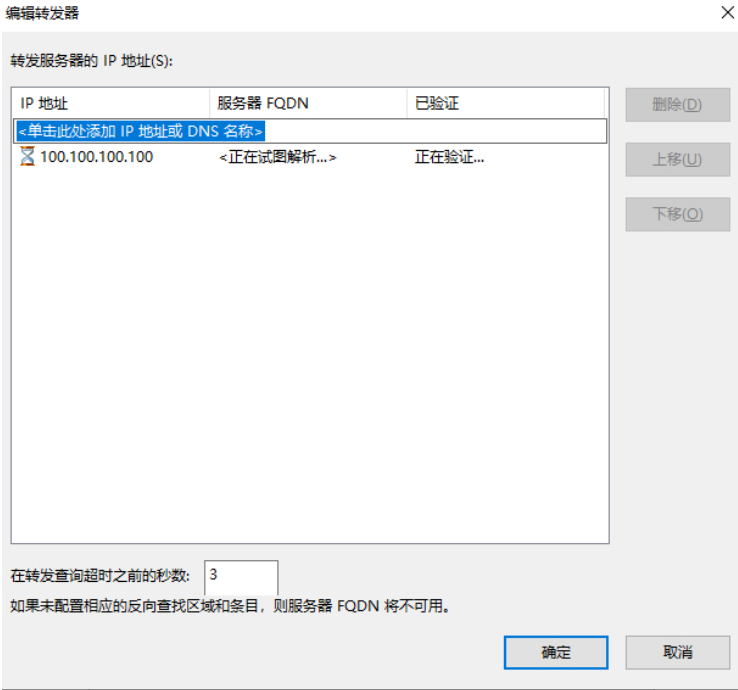 编辑转发器
转发服务器的 IP 地址(S):
IP 地址 服务器 FQDN 已验证
<单击此处添加 IP 地址或 DNS 名称>
100.100.100.100 <正在试图解析...> 正在验证...
删除(D)
上移(U)
下移(O)
在转发查询超时之前的秒数: 3
如果未配置相应的反向查找区域和条目，则服务器 FQDN 将不可用。
确定 取消